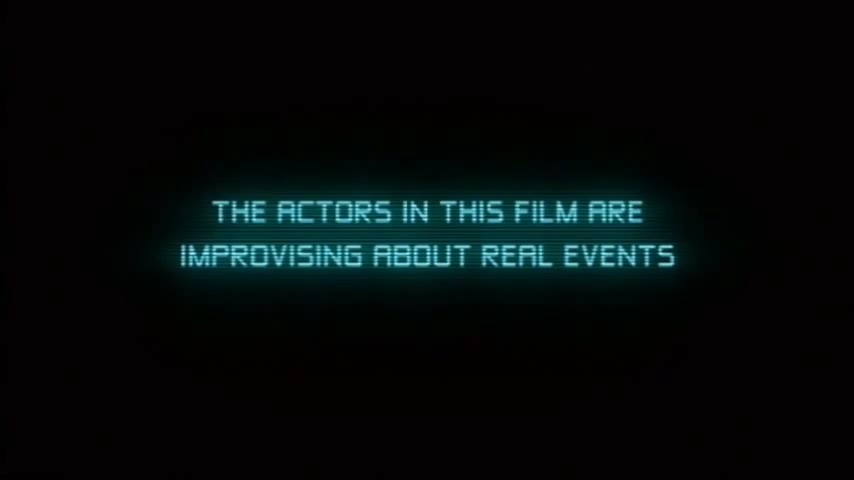 THE ACTORS IN THIS FILM ARE
IMPROVISING ABOUT REAL EVENTS